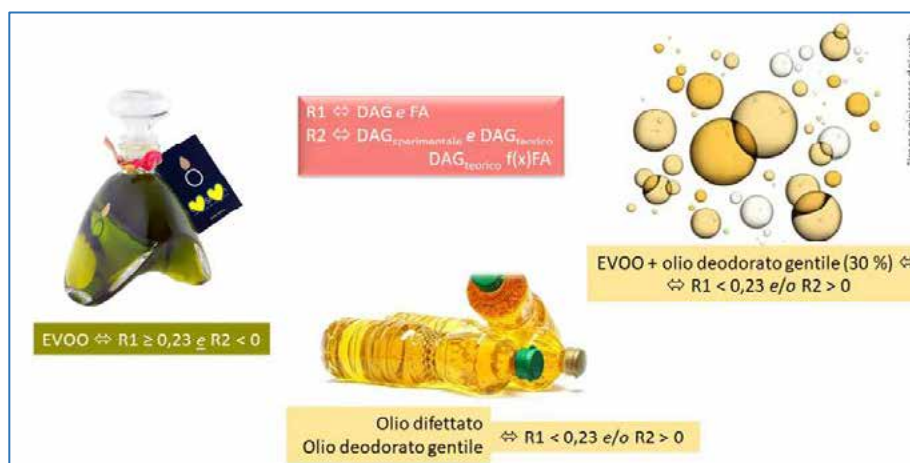 R1 ⇔ DAG e FA
R2 ⇔ DAGsperimentale e DAGteorico
DAGteorico f(x)FA
EVOO + olio deodorato gentile (30 %) ⇔
⇔ R1 < 0,23 e/o R2 > 0
EVOO ⇔ R1 ≥ 0,23 e R2 < 0
Olio difettato
Olio deodorato gentile
⇔ R1 < 0,23 e/o R2 > 0